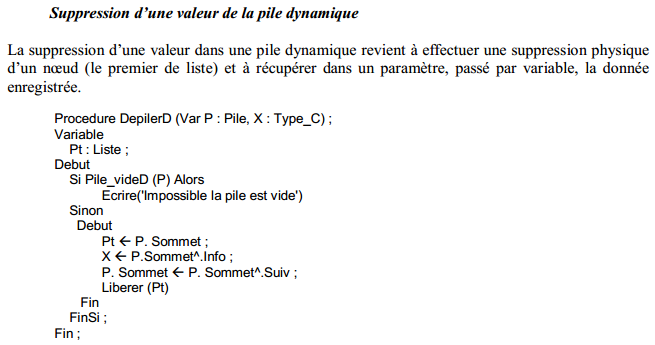 Suppression d’une valeur de la pile dynamique
La suppression d’une valeur dans une pile dynamique revient à effectuer une suppression physique
d’un nœud (le premier de liste) et à récupérer dans un paramètre, passé par variable, la donnée
enregistrée.
Procedure DepilerD (Var P : Pile, X : Type_C) ;
Variable
Pt : Liste ;
Debut
Si Pile_videD (P) Alors
Ecrire('Impossible la pile est vide')
Sinon
Debut
Pt ← P. Sommet ;
X ← P.Sommet^.Info ;
P. Sommet ← P. Sommet^.Suiv ;
Liberer (Pt)
Fin
FinSi ;
Fin ;